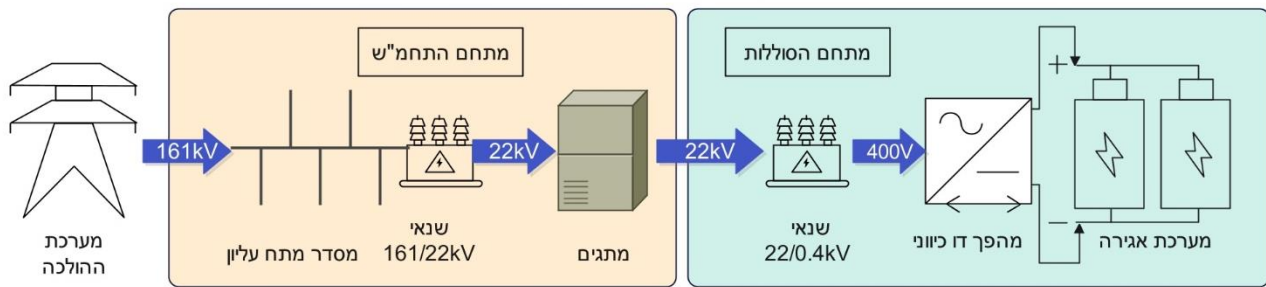 מתחם התחמ"ש
מתחם הסוללות
161kV
22kV
22kV
400V
+
–
מערכת
ההולכה
מסדר מתח עליון
שנאי
161/22kV
מתגים
שנאי
22/0.4kV
מהפך דו כיווני
מערכת אגירה